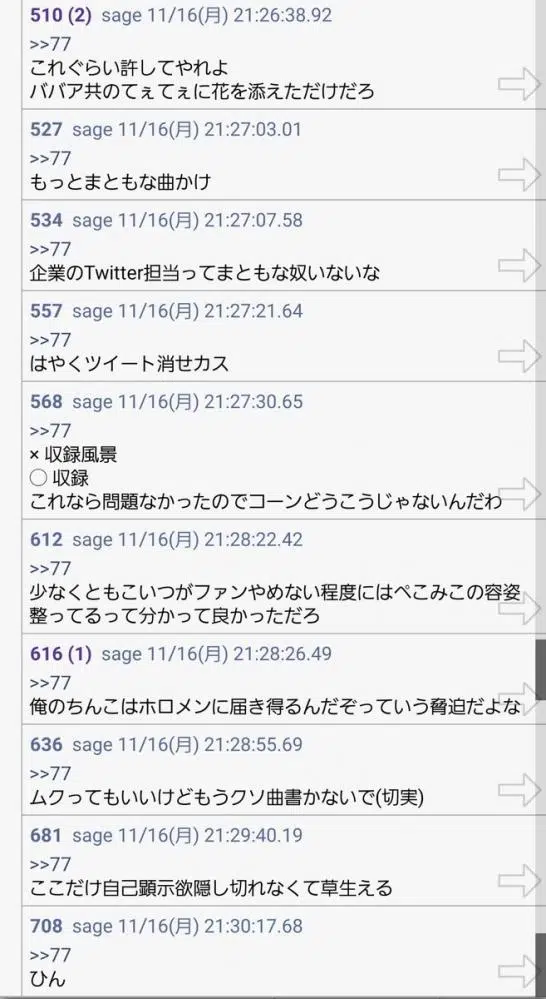 510 (2) sage 11/16(月) 21:26:38.92
>>77
これぐらい許してやれよ
ババア共のてぇてぇに花を添えただけだろ
527 sage 11/16(月) 21:27:03.01
>>77
もっとまともな曲かけ
534 sage 11/16(月) 21:27:07.58
>>77
企業のTwitter担当ってまともな奴いないな
557 sage 11/16(月) 21:27:21.64
>>77
はやくツイート消せカス
568 sage 11/16(月) 21:27:30.65
>>77
× 収録風景
◯ 収録
これなら問題なかったのでコーンどうこうじゃないんだわ
612 sage 11/16(月) 21:28:22.42
>>77
少なくともこいつがファンやめない程度にはぺこみこの容姿
整ってるって分かって良かっただろ
616 (1) sage 11/16(月) 21:28:26.49
>>77
俺のちんこはホロメンに届き得るんだぞっていう脅迫だよな
636 sage 11/16(月) 21:28:55.69
>>77
ムクってもいいけどもうクソ曲書かないで(切実)
681 sage 11/16(月) 21:29:40.19
>>77
ここだけ自己顕示欲隠し切れなくて草生える
708 sage 11/16(月) 21:30:17.68
>>77
ひん